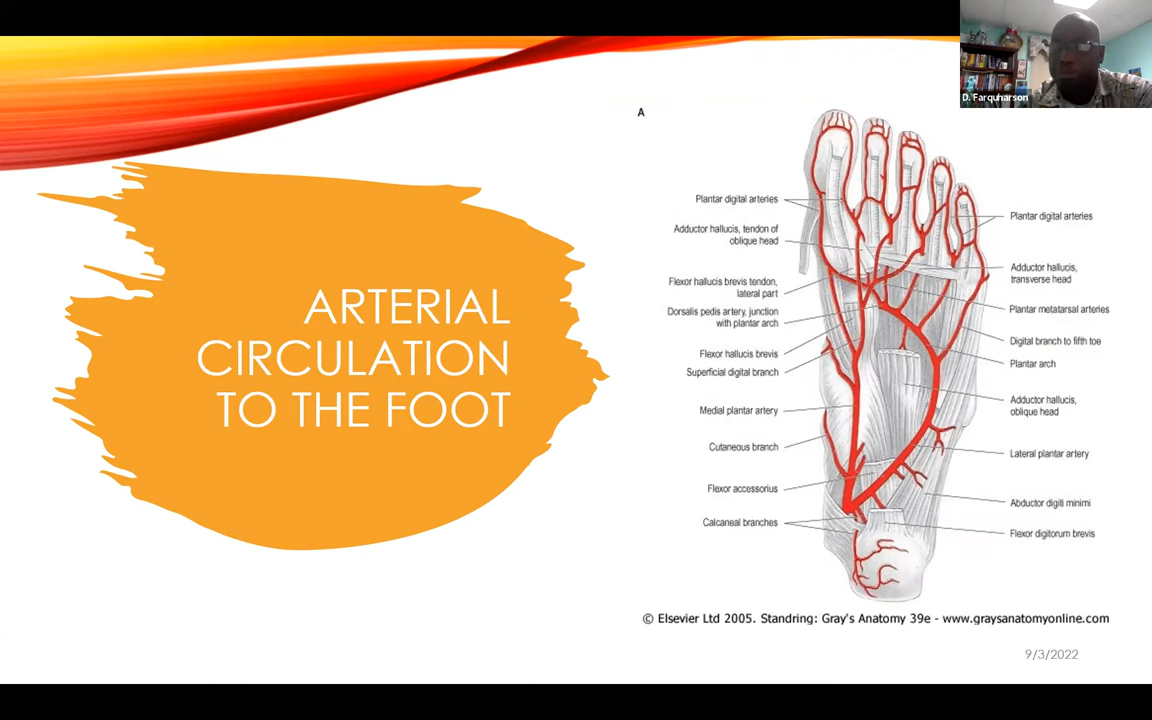 D. Farquharson
ARTERIAL
CIRCULATION
TO THE FOOT
A
Plantar digital arteries
Adductor hallucis, tendon of
oblique head
Flexor hallucis brevis tendon,
lateral part
Dorsalis pedis artery, junction
with plantar arch
Flexor hallucis brevis
Superficial digital branch
Medial plantar artery
Cutaneous branch
Flexor accessorius
Calcaneal branches
Plantar digital arteries
Adductor hallucis,
transverse head
Plantar metatarsal arteries
Digital branch to fifth toe
Plantar arch
Adductor hallucis,
oblique head
Lateral plantar artery
Abductor digiti minimi
Flexor digitorum brevis
© Elsevier Ltd 2005. Standring: Gray's Anatomy 39e - www.graysanatomyonline.com
9/3/2022